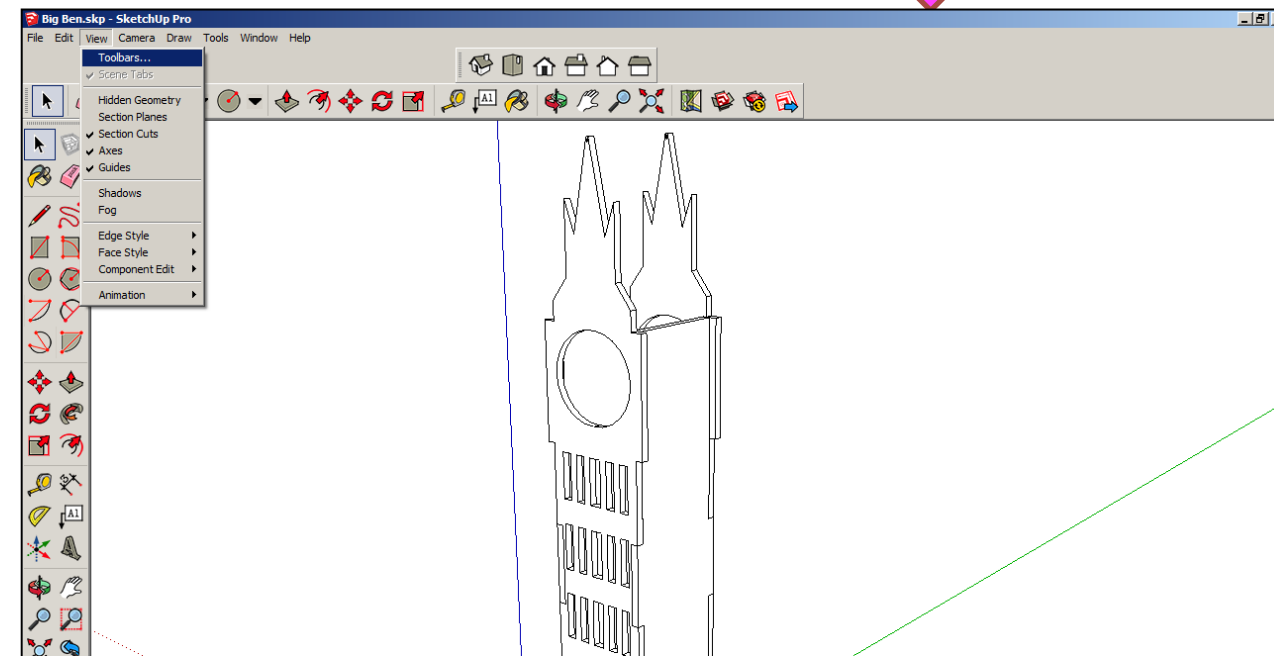 Big Ben.skp - SketchUp Pro
File Edit View Camera Draw Tools Window Help
Toolbars...
Scene Tabs
Hidden Geometry
Section Planes
Section Cuts
Axes
Guides
Shadows
Fog
Edge Style
Face Style
Component Edit
Animation
A1
A1